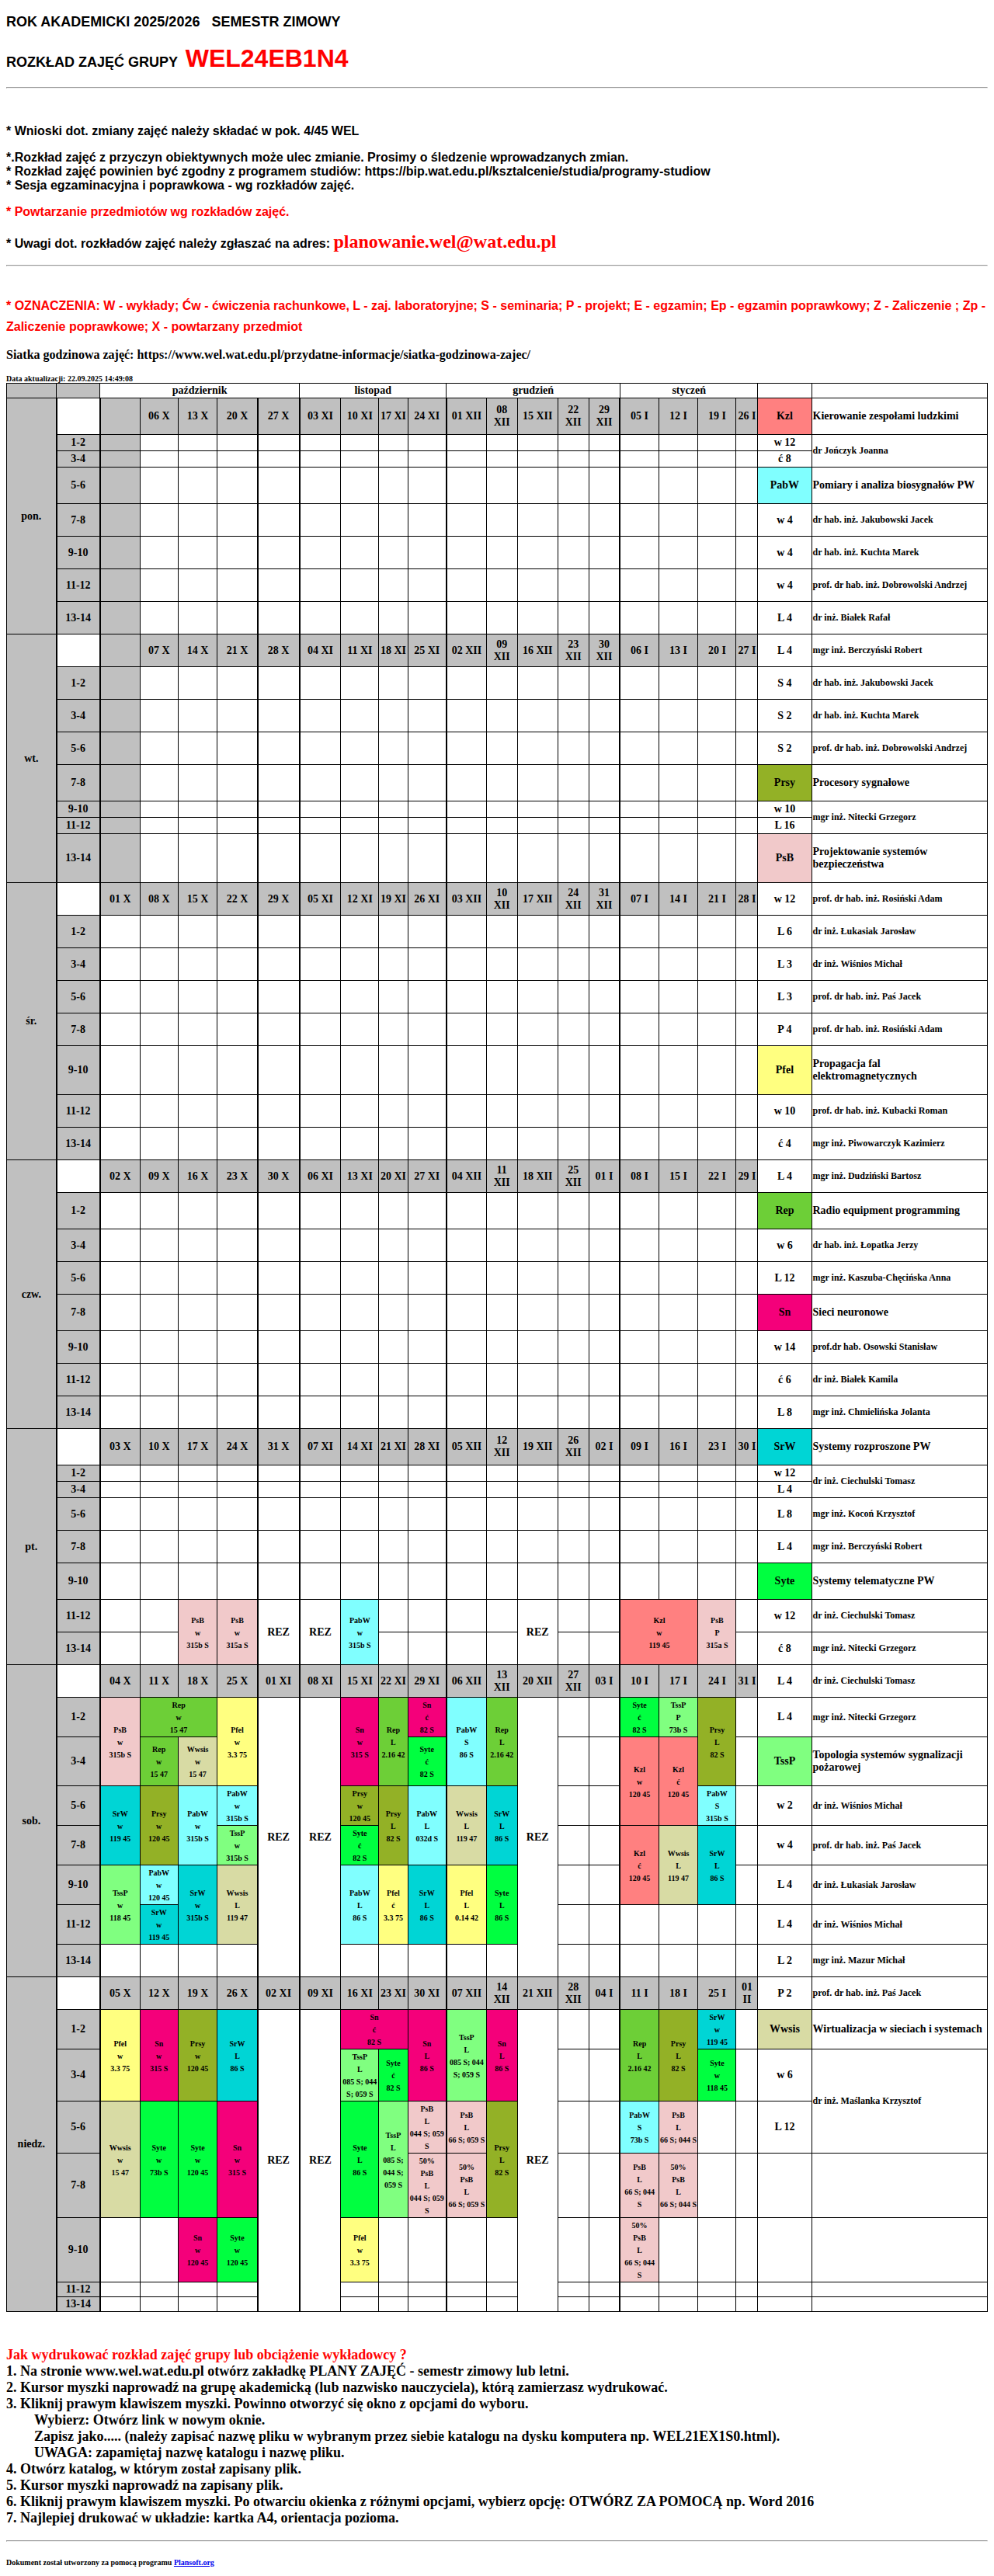 ROK AKADEMICKI 2025/2026 SEMESTR ZIMOWY
ROZKŁAD ZAJĘĆ GRUPY WEL24EB1N4
* Wnioski dot. zmiany zajęć należy składać w pok. 4/45 WEL
*.Rozkład zajęć z przyczyn obiektywnych może ulec zmianie. Prosimy o śledzenie wprowadzanych zmian.
* Rozkład zajęć powinien być zgodny z programem studiów: https://bip.wat.edu.pl/ksztalcenie/studia/programy-studiow
* Sesja egzaminacyjna i poprawkowa - wg rozkładów zajęć.
* Powtarzanie przedmiotów wg rozkładów zajęć.
* Uwagi dot. rozkładów zajęć należy zgłaszać na adres: planowanie.wel@wat.edu.pl
* OZNACZENIA: W - wykłady; Ćw - ćwiczenia rachunkowe, L - zaj. laboratoryjne; S - seminaria; P - projekt; E - egzamin; Ep - egzamin poprawkowy; Z - Zaliczenie ; Zp -
Zaliczenie poprawkowe; X - powtarzany przedmiot
Siatka godzinowa zajęć: https://www.wel.wat.edu.pl/przydatne-informacje/siatka-godzinowa-zajec/
Data aktualizacji: 22.09.2025 14:49:08
październik listopad grudzień styczeń
pon. 06 X 13 X 20 X 27 X 03 XI 10 XI 17 XI 24 XI 01 XII 08 XII 15 XII 22 XII 29 XII 05 I 12 I 19 I 26 I Kzl Kierowanie zespołami ludzkimi
1-2 w 12 dr Jończyk Joanna
3-4 ć 8
5-6 PabW Pomiary i analiza biosygnałów PW
7-8 w 4 dr hab. inż. Jakubowski Jacek
9-10 w 4 dr hab. inż. Kuchta Marek
11-12 w 4 prof. dr hab. inż. Dobrowolski Andrzej
13-14 L 4 dr inż. Białek Rafał
wt. 07 X 14 X 21 X 28 X 04 XI 11 XI 18 XI 25 XI 02 XII 09 XII 16 XII 23 XII 30 XII 06 I 13 I 20 I 27 I L 4 mgr inż. Berczyński Robert
1-2 S 4 dr hab. inż. Jakubowski Jacek
3-4 S 2 dr hab. inż. Kuchta Marek
5-6 S 2 prof. dr hab. inż. Dobrowolski Andrzej
7-8 Prsy Procesory sygnałowe
9-10 w 10 mgr inż. Nitecki Grzegorz
11-12 L 16
13-14 PsB Projektowanie systemów bezpieczeństwa
śr. 01 X 08 X 15 X 22 X 29 X 05 XI 12 XI 19 XI 26 XI 03 XII 10 XII 17 XII 24 XII 31 XII 07 I 14 I 21 I 28 I w 12 prof. dr hab. inż. Rosiński Adam
1-2 L 6 dr inż. Łukasiak Jarosław
3-4 L 3 dr inż. Wiśnios Michał
5-6 L 3 prof. dr hab. inż. Paś Jacek
7-8 P 4 prof. dr hab. inż. Rosiński Adam
9-10 Pfel Propagacja fal elektromagnetycznych
11-12 w 10 prof. dr hab. inż. Kubacki Roman
13-14 ć 4 mgr inż. Piwowarczyk Kazimierz
czw. 02 X 09 X 16 X 23 X 30 X 06 XI 13 XI 20 XI 27 XI 04 XII 11 XII 18 XII 25 XII 01 I 08 I 15 I 22 I 29 I L 4 mgr inż. Dudziński Bartosz
1-2 Rep Radio equipment programming
3-4 w 6 dr hab. inż. Łopatka Jerzy
5-6 L 12 mgr inż. Kaszuba-Chęcińska Anna
7-8 Sn Sieci neuronowe
9-10 w 14 prof.dr hab. Osowski Stanisław
11-12 ć 6 dr inż. Białek Kamila
13-14 L 8 mgr inż. Chmielińska Jolanta
pt. 03 X 10 X 17 X 24 X 31 X 07 XI 14 XI 21 XI 28 XI 05 XII 12 XII 19 XII 26 XII 02 I 09 I 16 I 23 I 30 I SrW Systemy rozproszone PW
1-2 w 12 dr inż. Ciechulski Tomasz
3-4 L 4
5-6 L 8 mgr inż. Kocoń Krzysztof
7-8 L 4 mgr inż. Berczyński Robert
9-10 Syte Systemy telematyczne PW
11-12 PsB w 315b S PsB w 315a S REZ REZ PabW w 315b S REZ Kzl w 119 45 PsB P 315a S w 12 dr inż. Ciechulski Tomasz
13-14 ć 8 mgr inż. Nitecki Grzegorz
sob. 04 X 11 X 18 X 25 X 01 XI 08 XI 15 XI 22 XI 29 XI 06 XII 13 XII 20 XII 27 XII 03 I 10 I 17 I 24 I 31 I L 4 dr inż. Ciechulski Tomasz
1-2 PsB w 315b S Rep w 15 47 Pfel w 3.3 75 REZ REZ Sn w 315 S Rep L 2.16 42 Sn ć 82 S PabW S 86 S Rep L 2.16 42 REZ Syte ć 82 S TssP P 73b S Prsy L 82 S L 4 mgr inż. Nitecki Grzegorz
3-4 Rep w 15 47 Wwsis w 15 47 Syte ć 82 S Kzl w 120 45 Kzl ć 120 45 TssP Topologia systemów sygnalizacji pożarowej
5-6 SrW w 119 45 Prsy w 120 45 PabW w 315b S PabW w 315b S Prsy w 120 45 Prsy L 82 S PabW L 032d S Wwsis L 119 47 SrW L 86 S PabW S 315b S w 2 dr inż. Wiśnios Michał
7-8 TssP w 315b S Syte ć 82 S Kzl ć 120 45 Wwsis L 119 47 SrW L 86 S w 4 prof. dr hab. inż. Paś Jacek
9-10 TssP w 118 45 PabW w 120 45 SrW w 315b S Wwsis L 119 47 PabW L 86 S Pfel ć 3.3 75 SrW L 86 S Pfel L 0.14 42 Syte L 86 S L 4 dr inż. Łukasiak Jarosław
11-12 SrW w 119 45 L 4 dr inż. Wiśnios Michał
13-14 L 2 mgr inż. Mazur Michał
niedz. 05 X 12 X 19 X 26 X 02 XI 09 XI 16 XI 23 XI 30 XI 07 XII 14 XII 21 XII 28 XII 04 I 11 I 18 I 25 I 01 II P 2 prof. dr hab. inż. Paś Jacek
1-2 Pfel w 3.3 75 Sn w 315 S Prsy w 120 45 SrW L 86 S REZ REZ Sn ć 82 S Sn L 86 S TssP L 085 S; 044 S; 059 S Sn L 86 S REZ Rep L 2.16 42 Prsy L 82 S SrW w 119 45 Wwsis Wirtualizacja w sieciach i systemach
3-4 TssP L 085 S; 044 S; 059 S Syte ć 82 S Syte w 118 45 w 6 dr inż. Maślanka Krzysztof
5-6 Wwsis w 15 47 Syte w 73b S Syte w 120 45 Sn w 315 S Syte L 86 S TssP L 085 S; 044 S; 059 S PsB L 044 S; 059 S PsB L 66 S; 059 S Prsy L 82 S PabW S 73b S PsB L 66 S; 044 S L 12
7-8 50% PsB L 044 S; 059 S 50% PsB L 66 S; 059 S PsB L 66 S; 044 S 50% PsB L 66 S; 044 S
9-10 Sn w 120 45 Syte w 120 45 Pfel w 3.3 75 50% PsB L 66 S; 044 S
11-12
13-14
Jak wydrukować rozkład zajęć grupy lub obciążenie wykładowcy ?
1. Na stronie www.wel.wat.edu.pl otwórz zakładkę PLANY ZAJĘĆ - semestr zimowy lub letni.
2. Kursor myszki naprowadź na grupę akademicką (lub nazwisko nauczyciela), którą zamierzasz wydrukować.
3. Kliknij prawym klawiszem myszki. Powinno otworzyć się okno z opcjami do wyboru.
Wybierz: Otwórz link w nowym oknie.
Zapisz jako..... (należy zapisać nazwę pliku w wybranym przez siebie katalogu na dysku komputera np. WEL21EX1S0.html).
UWAGA: zapamiętaj nazwę katalogu i nazwę pliku.
4. Otwórz katalog, w którym został zapisany plik.
5. Kursor myszki naprowadź na zapisany plik.
6. Kliknij prawym klawiszem myszki. Po otwarciu okienka z różnymi opcjami, wybierz opcję: OTWÓRZ ZA POMOCĄ np. Word 2016
7. Najlepiej drukować w układzie: kartka A4, orientacja pozioma.
Dokument został utworzony za pomocą programu Plansoft.org